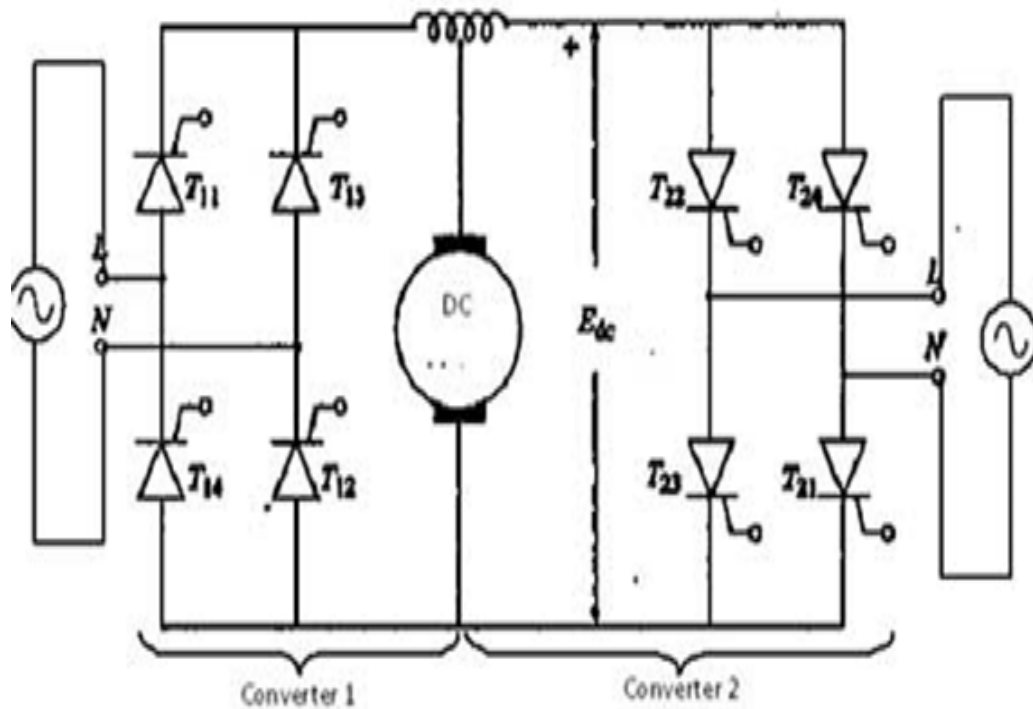 +
T11
T13
T22
T24
L
N
DC
...
Edc
L
N
T14
T12
T23
T21
Converter 1
Converter 2